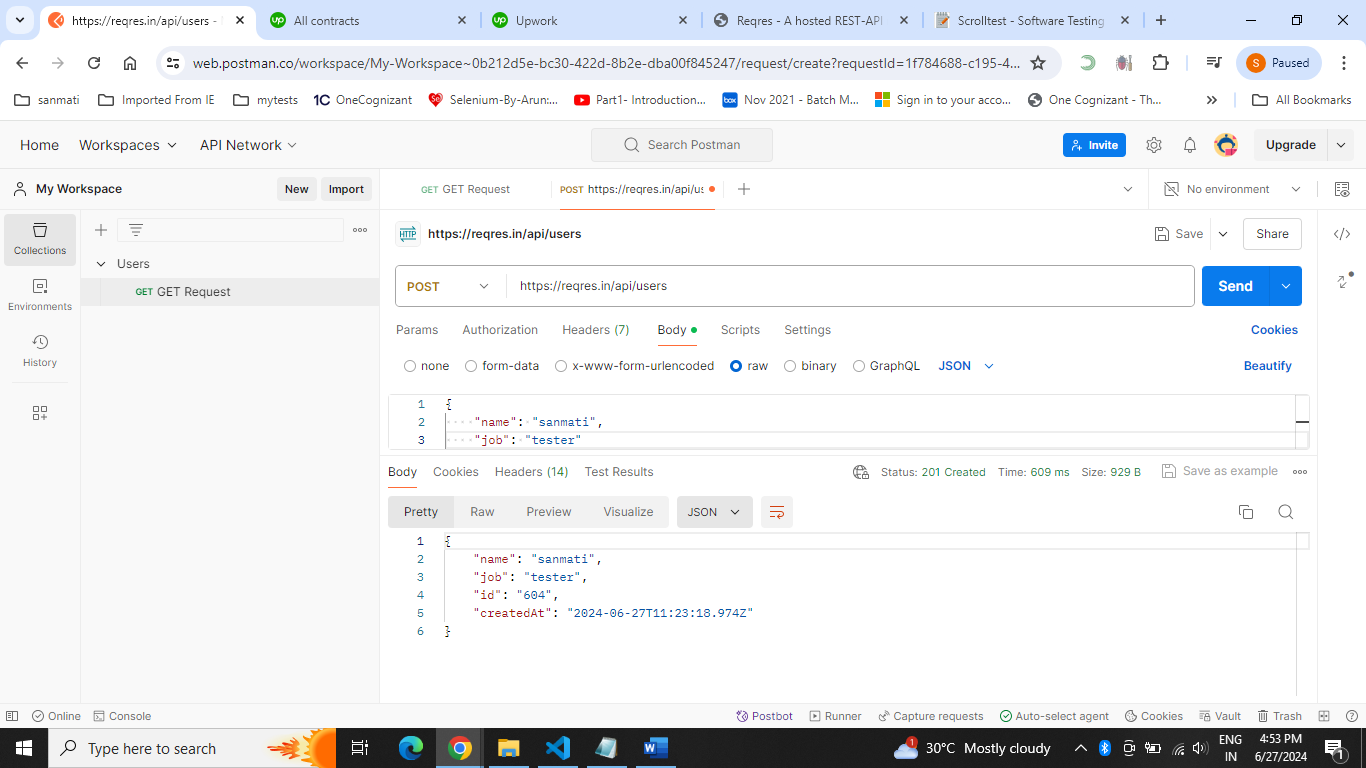 https://reqres.in/api/users -
All contracts
Upwork
Reqres - A hosted REST-API
Scrolltest - Software Testing
web.postman.co/workspace/My-Workspace~0b212d5e-bc30-422d-8b2e-dba00f845247/request/create?requestId=1f784688-c195-4...
S Paused
sanmati
Imported From IE
mytests
1C OneCognizant
Selenium-By-Arun:...
Part1- Introduction...
box Nov 2021 - Batch M...
Sign in to your acco...
One Cognizant - Th...
» All Bookmarks
Home Workspaces API Network
Search Postman
Invite
Upgrade
My Workspace
New Import
GET GET Request
POST https://reqres.in/api/us
No environment
Collections
Environments
History
Users
GET GET Request
HTTP https://reqres.in/api/users
Save
Share
POST https://reqres.in/api/users
Send
Params Authorization Headers (7) Body Scripts Settings Cookies
none form-data x-www-form-urlencoded raw binary GraphQL JSON Beautify
1 {
2 "name": "sanmati",
3 "job": "tester"
Body Cookies Headers (14) Test Results
Status: 201 Created Time: 609 ms Size: 929 B Save as example
Pretty Raw Preview Visualize JSON
1 {
2 "name": "sanmati",
3 "job": "tester",
4 "id": "604",
5 "createdAt": "2024-06-27T11:23:18.974Z"
6 }
Online Console
Postbot Runner Capture requests Auto-select agent Cookies Vault Trash
Type here to search
1
30°C Mostly cloudy
ENG
IN
4:53 PM
6/27/2024
1